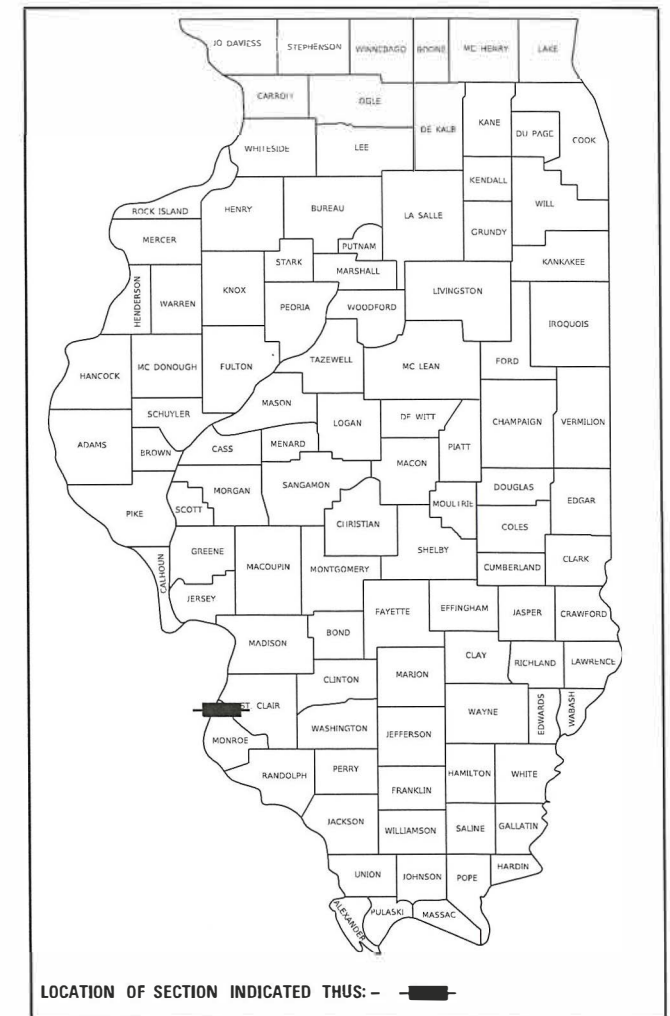 JO DAVIESS STEPHENSON WINNEBAGO BOONE MC HENRY LAKE
CARROLL OGLE DE KALB KANE DU PAGE COOK
WHITESIDE LEE
KENDALL
ROCK ISLAND HENRY BUREAU LA SALLE GRUNDY WILL
MERCER PUTNAM
STARK MARSHALL KANKAKEE
HENDERSON WARREN KNOX PEORIA WOODFORD LIVINGSTON IROQUOIS
HANCOCK MC DONOUGH FULTON TAZEWELL MC LEAN FORD
MASON
SCHUYLER LOGAN DE WITT CHAMPAIGN VERMILION
ADAMS BROWN CASS MENARD MACON PIATT
PIKE SCOTT MORGAN SANGAMON MOULTRIE DOUGLAS EDGAR
CHRISTIAN COLES
GREENE MACOUPIN MONTGOMERY SHELBY CUMBERLAND CLARK
CALHOUN JERSEY
FAYETTE EFFINGHAM JASPER CRAWFORD
MADISON BOND
CLAY RICHLAND LAWRENCE
CLINTON MARION
ST. CLAIR WAYNE EDWARDS WABASH
MONROE WASHINGTON JEFFERSON
RANDOLPH PERRY HAMILTON WHITE
FRANKLIN
JACKSON WILLIAMSON SALINE GALLATIN
UNION JOHNSON POPE HARDIN
ALEXANDER PULASKI MASSAC
LOCATION OF SECTION INDICATED THUS: –